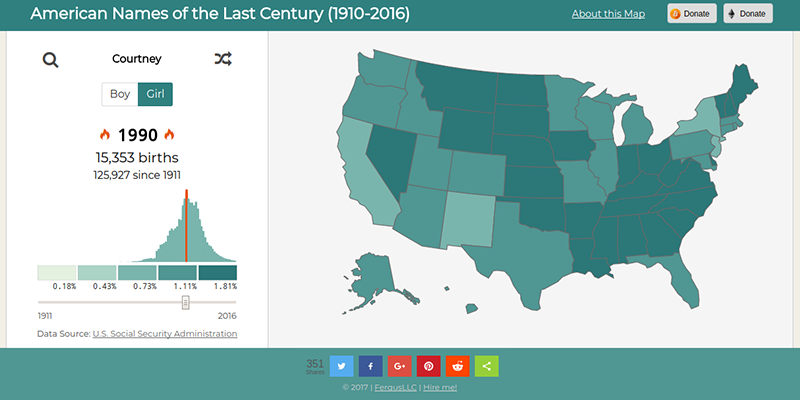 American Names of the Last Century (1910-2016)
About this Map
Donate
Donate
Courtney
Boy
Girl
1990
15,353 births
125,927 since 1911
0.18%
0.43%
0.73%
1.11%
1.81%
1911
2016
Data Source: U.S. Social Security Administration
351
Shares
© 2017 | FergusLLC | Hire me!